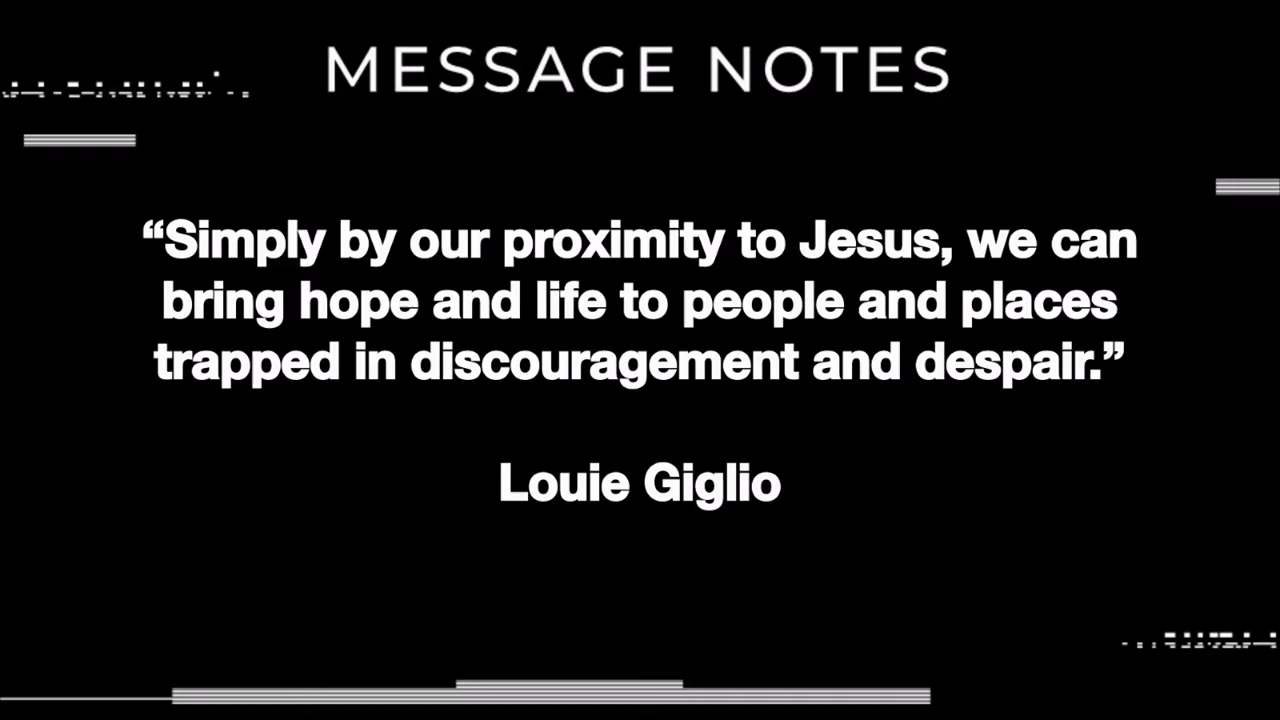 MESSAGE NOTES
“Simply by our proximity to Jesus, we can
bring hope and life to people and places
trapped in discouragement and despair.”
Louie Giglio